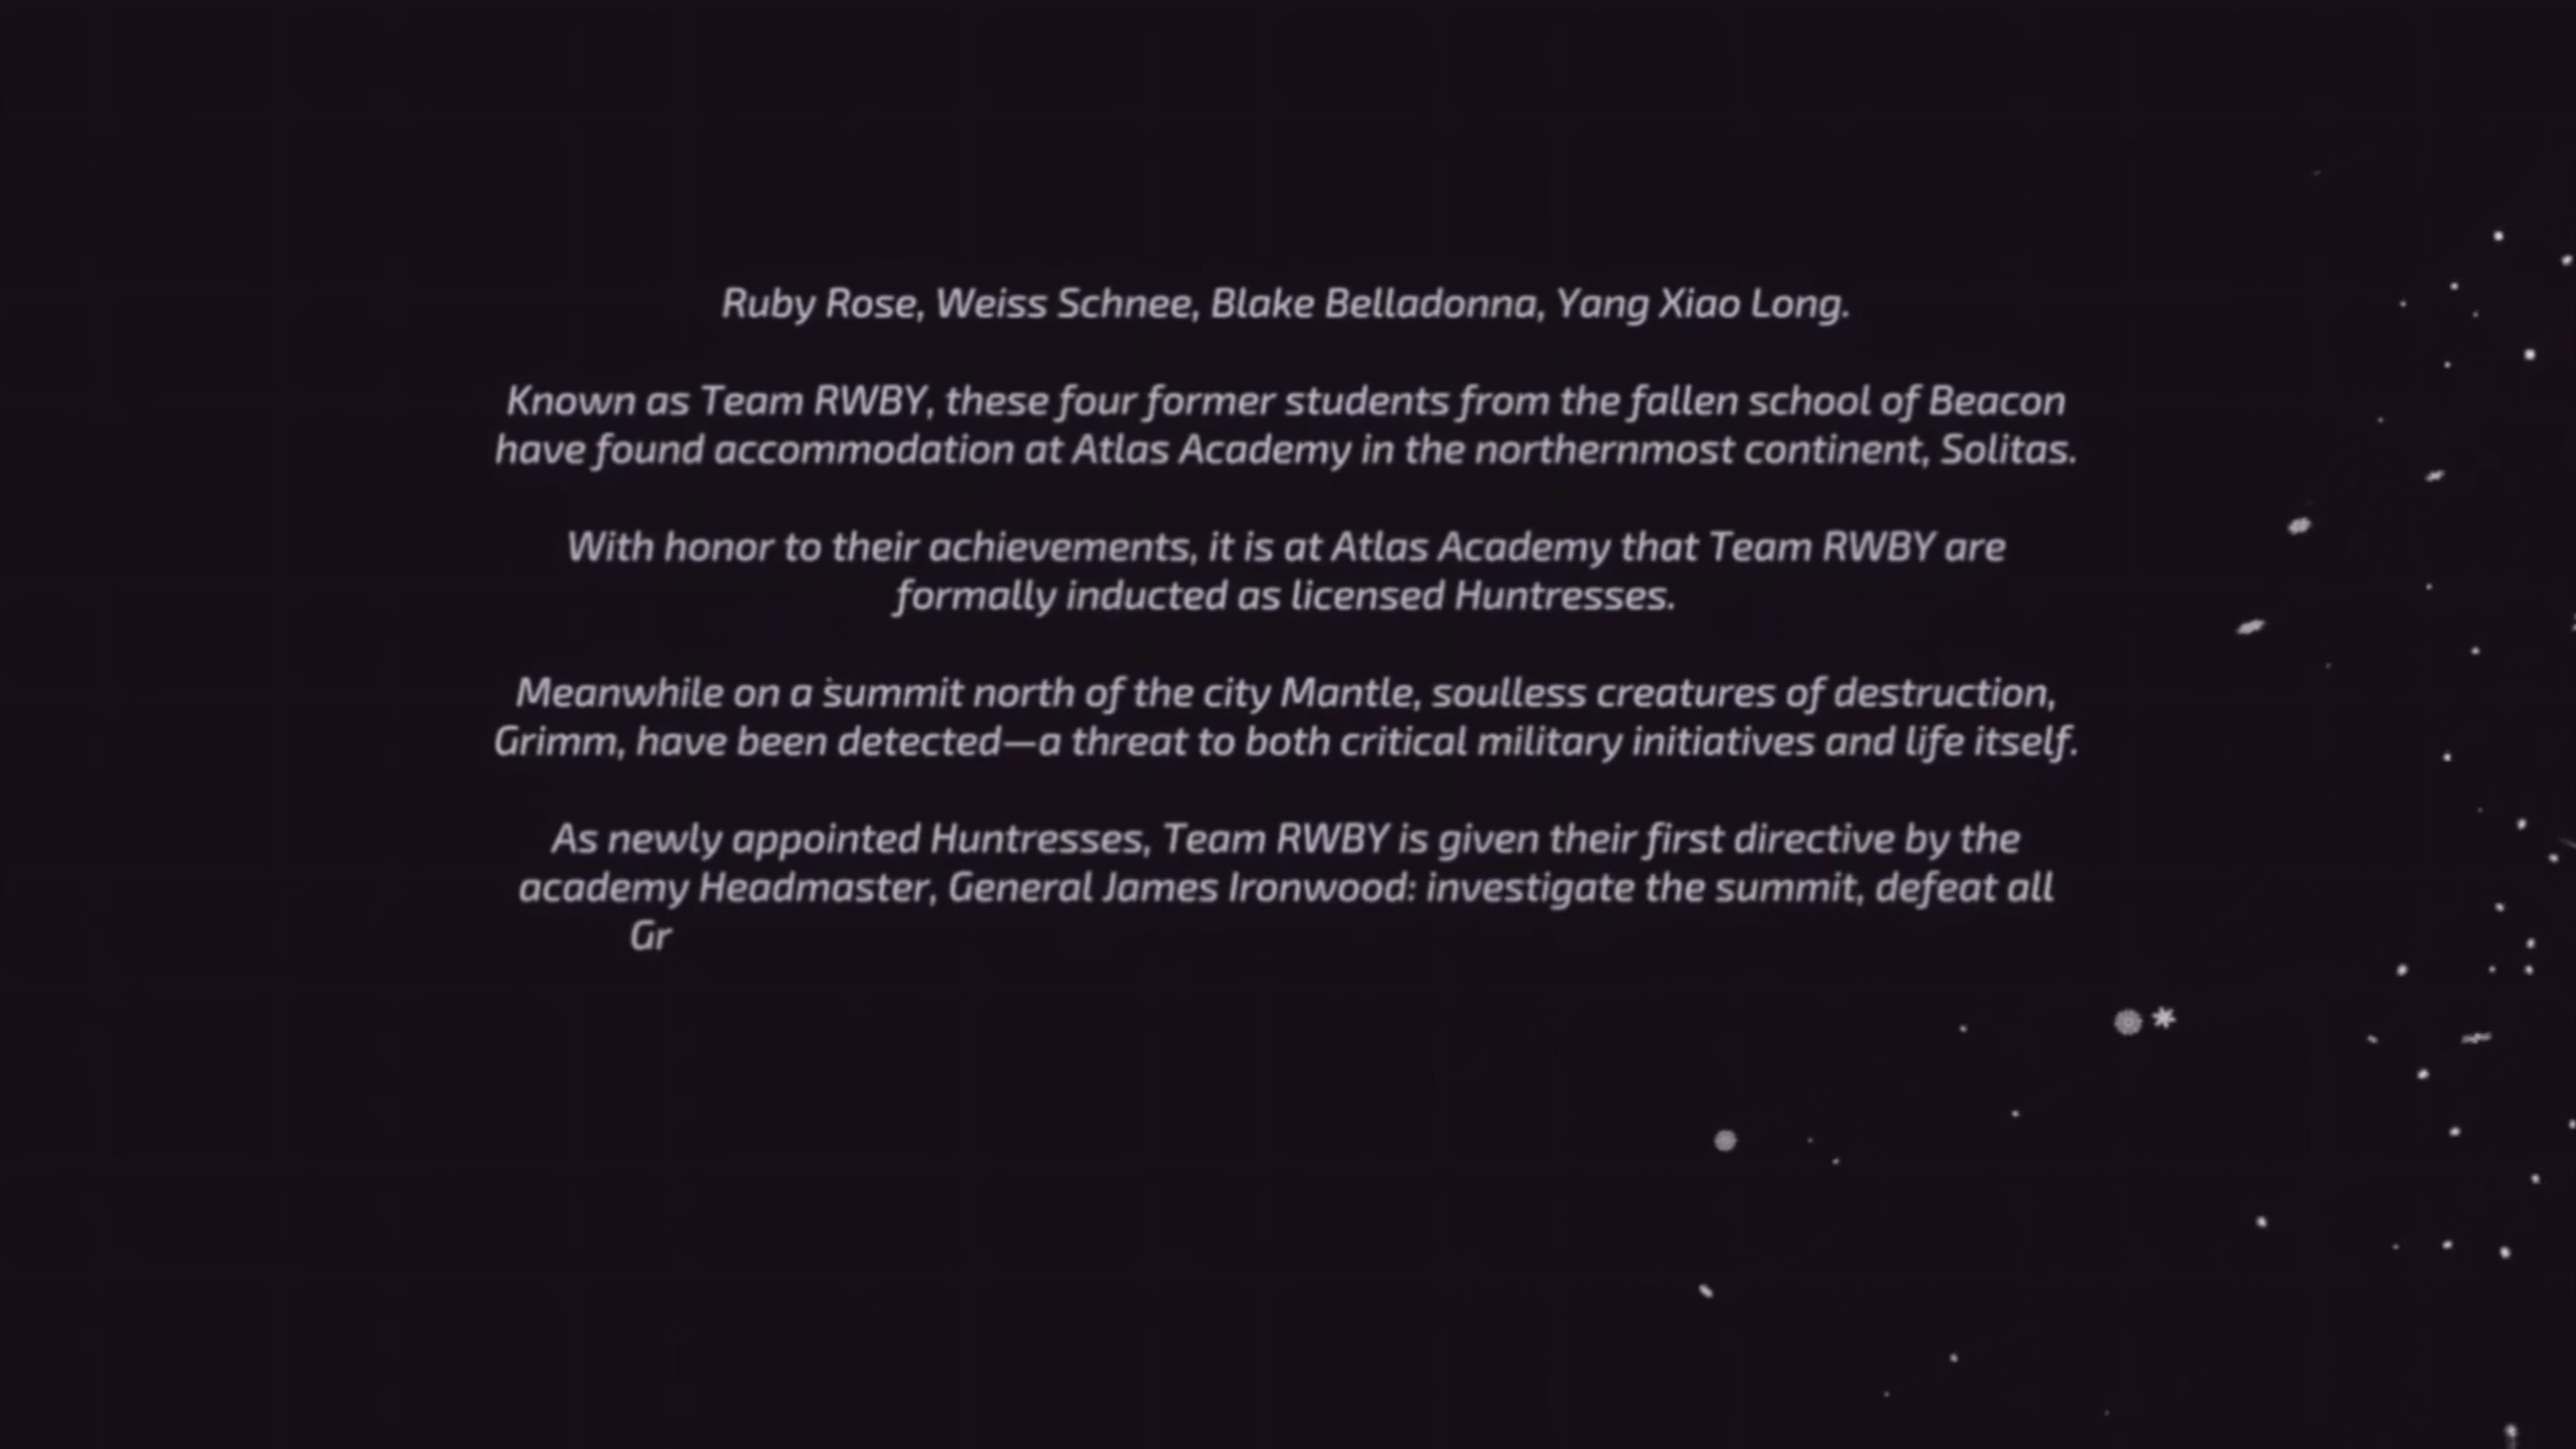 Ruby Rose, Weiss Schnee, Blake Belladonna, Yang Xiao Long.
Known as Team RWBY, these four former students from the fallen school of Beacon
have found accommodation at Atlas Academy in the northernmost continent, Solitas.
With honor to their achievements, it is at Atlas Academy that Team RWBY are
formally inducted as licensed Huntresses.
Meanwhile on a summit north of the city Mantle, soulless creatures of destruction,
Grimm, have been detected—a threat to both critical military initiatives and life itself.
As newly appointed Huntresses, Team RWBY is given their first directive by the
academy Headmaster, General James Ironwood: investigate the summit, defeat all
Gr